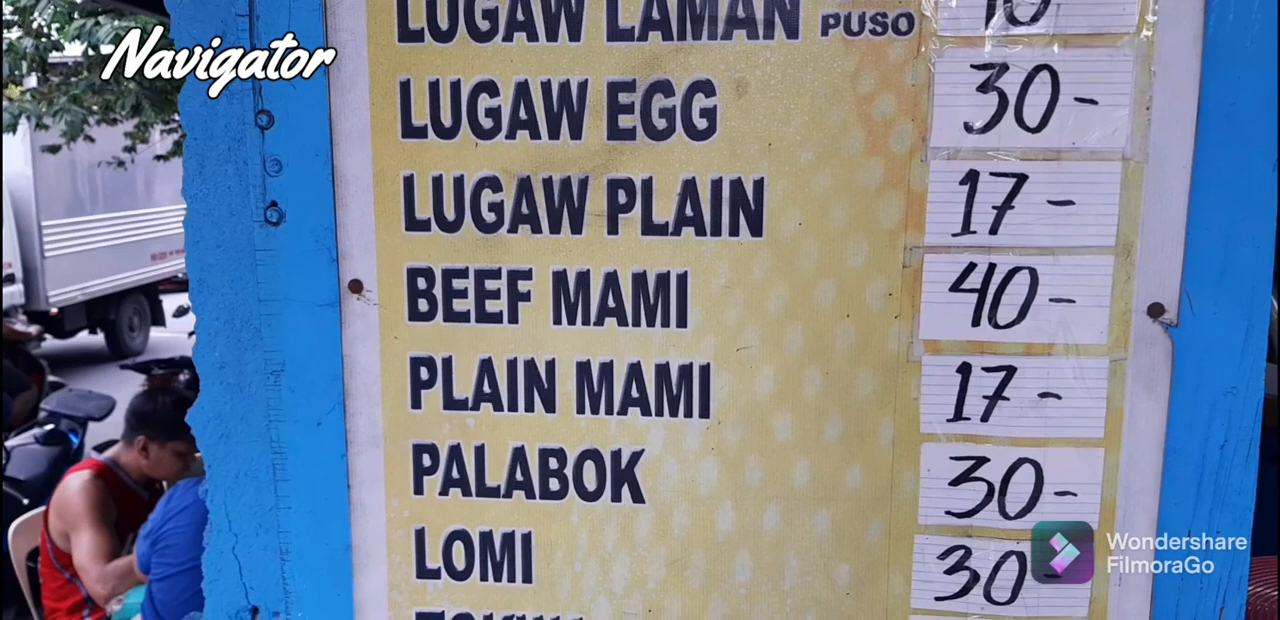 Navigator
LUGAW LAMAN PUSO
LUGAW EGG 30-
LUGAW PLAIN 17-
BEEF MAMI 40-
PLAIN MAMI 17-
PALABOK 30-
LOMI 30-
Wondershare
FilmoraGo